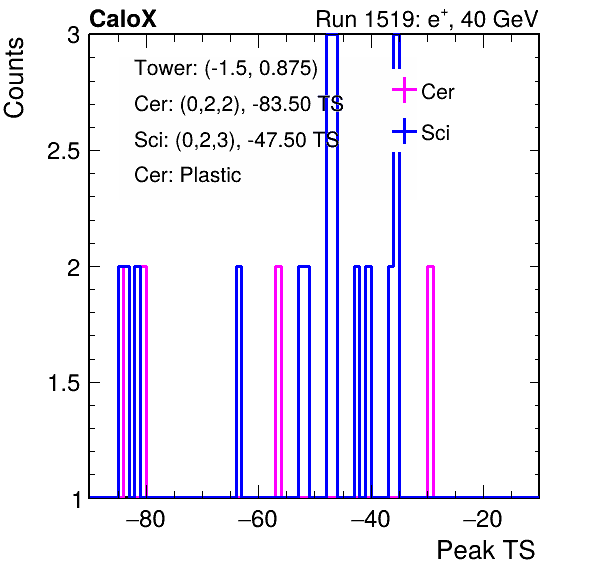 CaloX Run 1519: e+, 40 GeV
Counts
3
2.5
2
1.5
1
Tower: (-1.5, 0.875)
Cer: (0,2,2), -83.50 TS
Sci: (0,2,3), -47.50 TS
Cer: Plastic
Cer
Sci
−80 −60 −40 −20
Peak TS